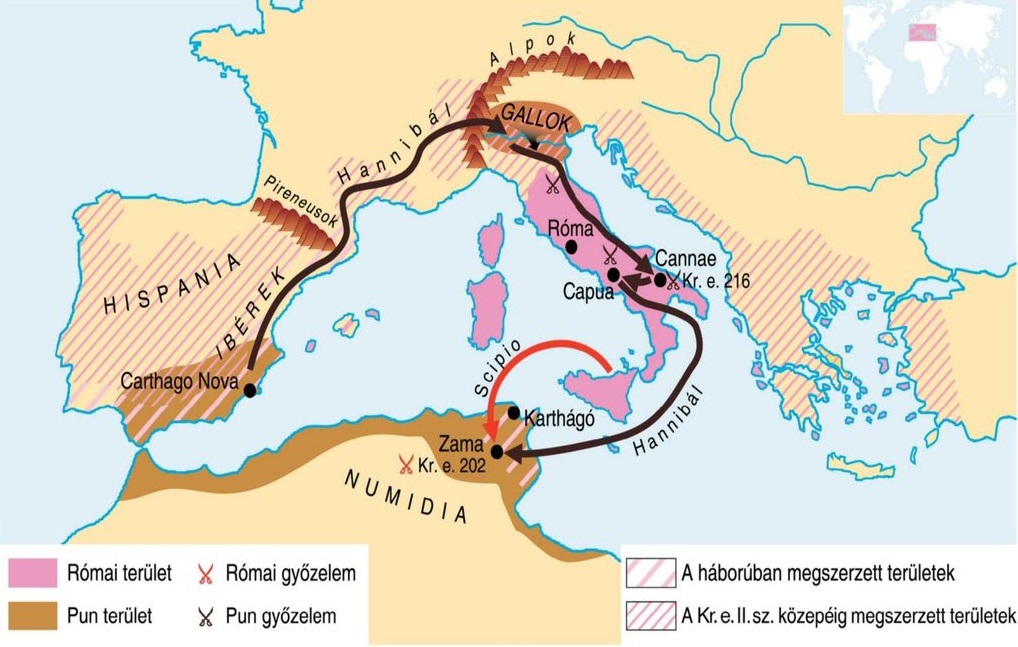 Alpok
GALLOK
Hannibál
Pireneusok
Róma
Cannae
Kr. e. 216
Capua
HISPANIA
IBÉREK
Scipio
Carthago Nova
Karthágó
Hannibál
Zama
Kr. e. 202
NUMIDIA
Római terület
Pun terület
Római győzelem
Pun győzelem
A háborúban megszerzett területek
A Kr. e. II. sz. közepéig megszerzett területek